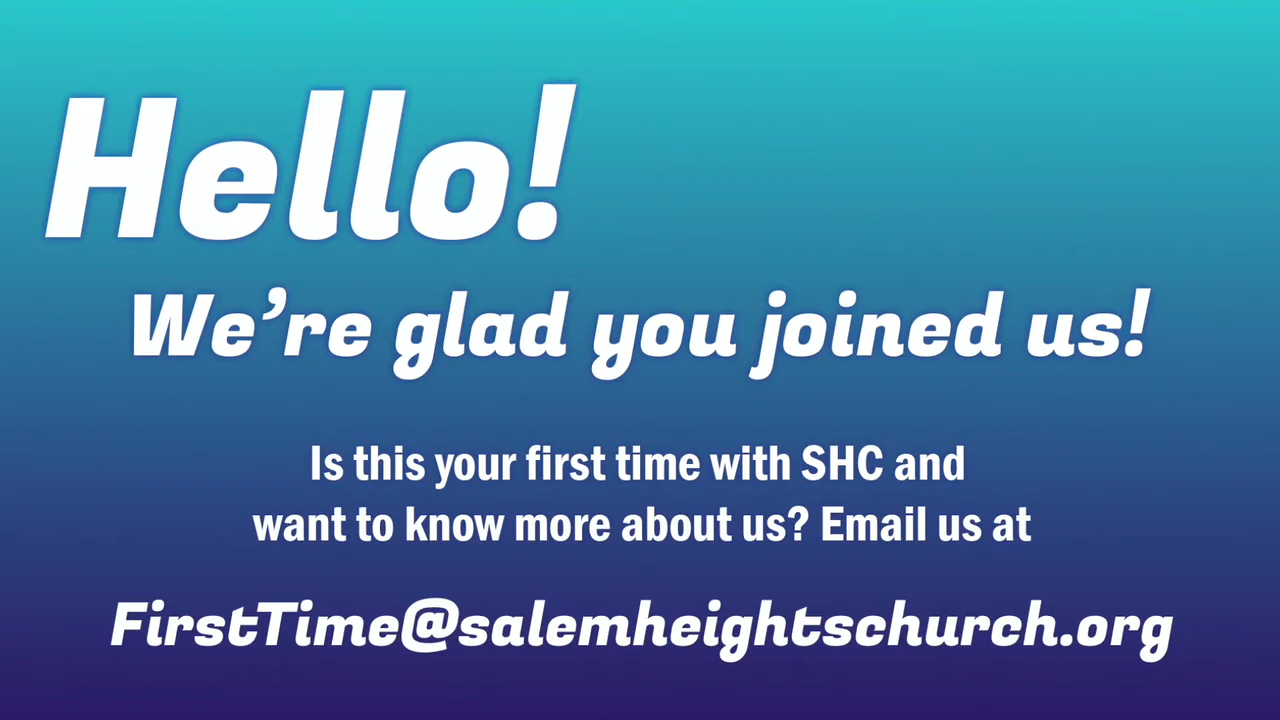 Hello!
We’re glad you joined us!
Is this your first time with SHC and
want to know more about us? Email us at
FirstTime@salemheightschurch.org